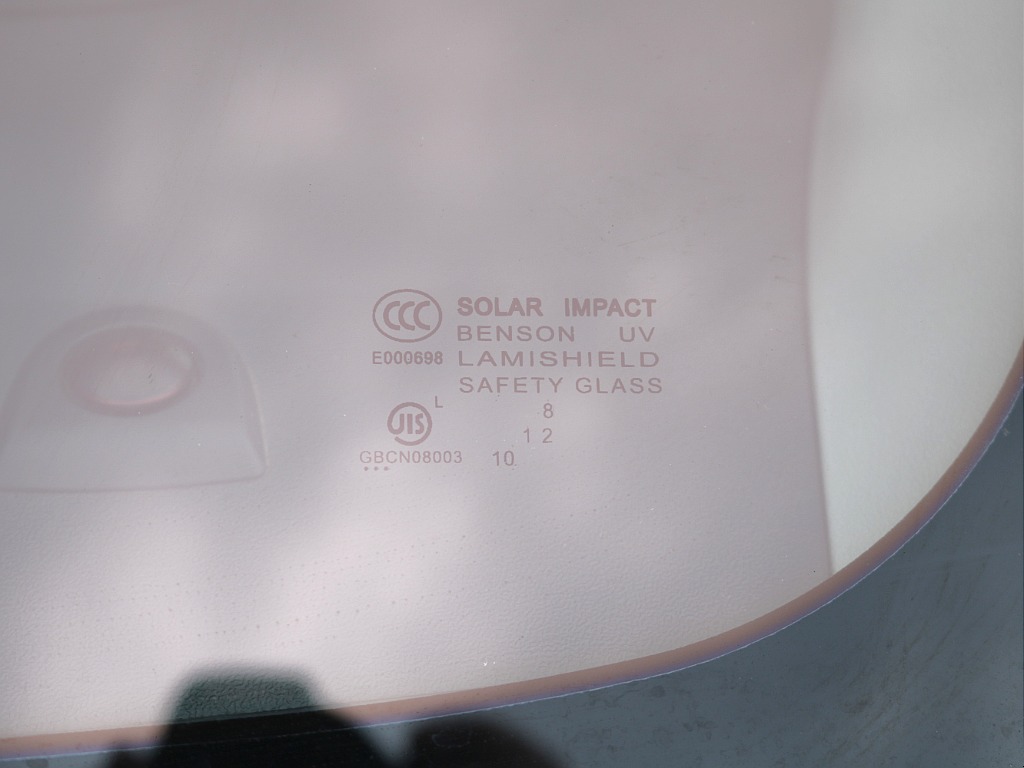 CCC SOLAR IMPACT
BENSON UV
E000698 LAMISHIELD
SAFETY GLASS
L 8
JIS 1 2
GBCN08003 10